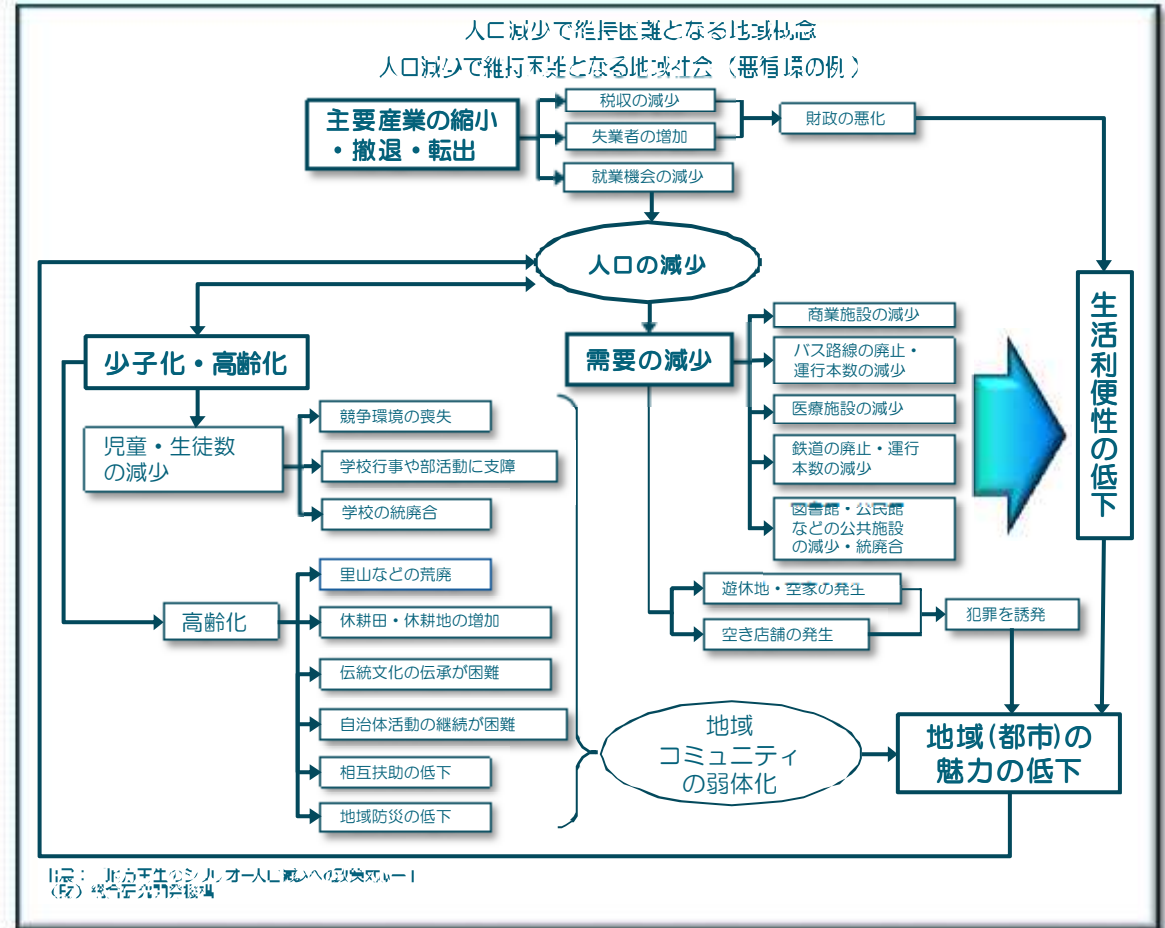 人口減少で維持困難となる地域概念
人口減少で維持困難となる地域社会（悪循環の例）
主要産業の縮小
・撤退・転出
税収の減少
失業者の増加
就業機会の減少
財政の悪化
人口の減少
少子化・高齢化
需要の減少
児童・生徒数
の減少
競争環境の喪失
学校行事や部活動に支障
学校の統廃合
高齢化
里山などの荒廃
休耕田・休耕地の増加
伝統文化の伝承が困難
自治体活動の継続が困難
相互扶助の低下
地域防災の低下
商業施設の減少
バス路線の廃止・
運行本数の減少
医療施設の減少
鉄道の廃止・運行
本数の減少
図書館・公民館
などの公共施設
の減少・統廃合
遊休地・空家の発生
空き店舗の発生
犯罪を誘発
生活利便性の低下
地域
コミュニティ
の弱体化
地域(都市)の
魅力の低下